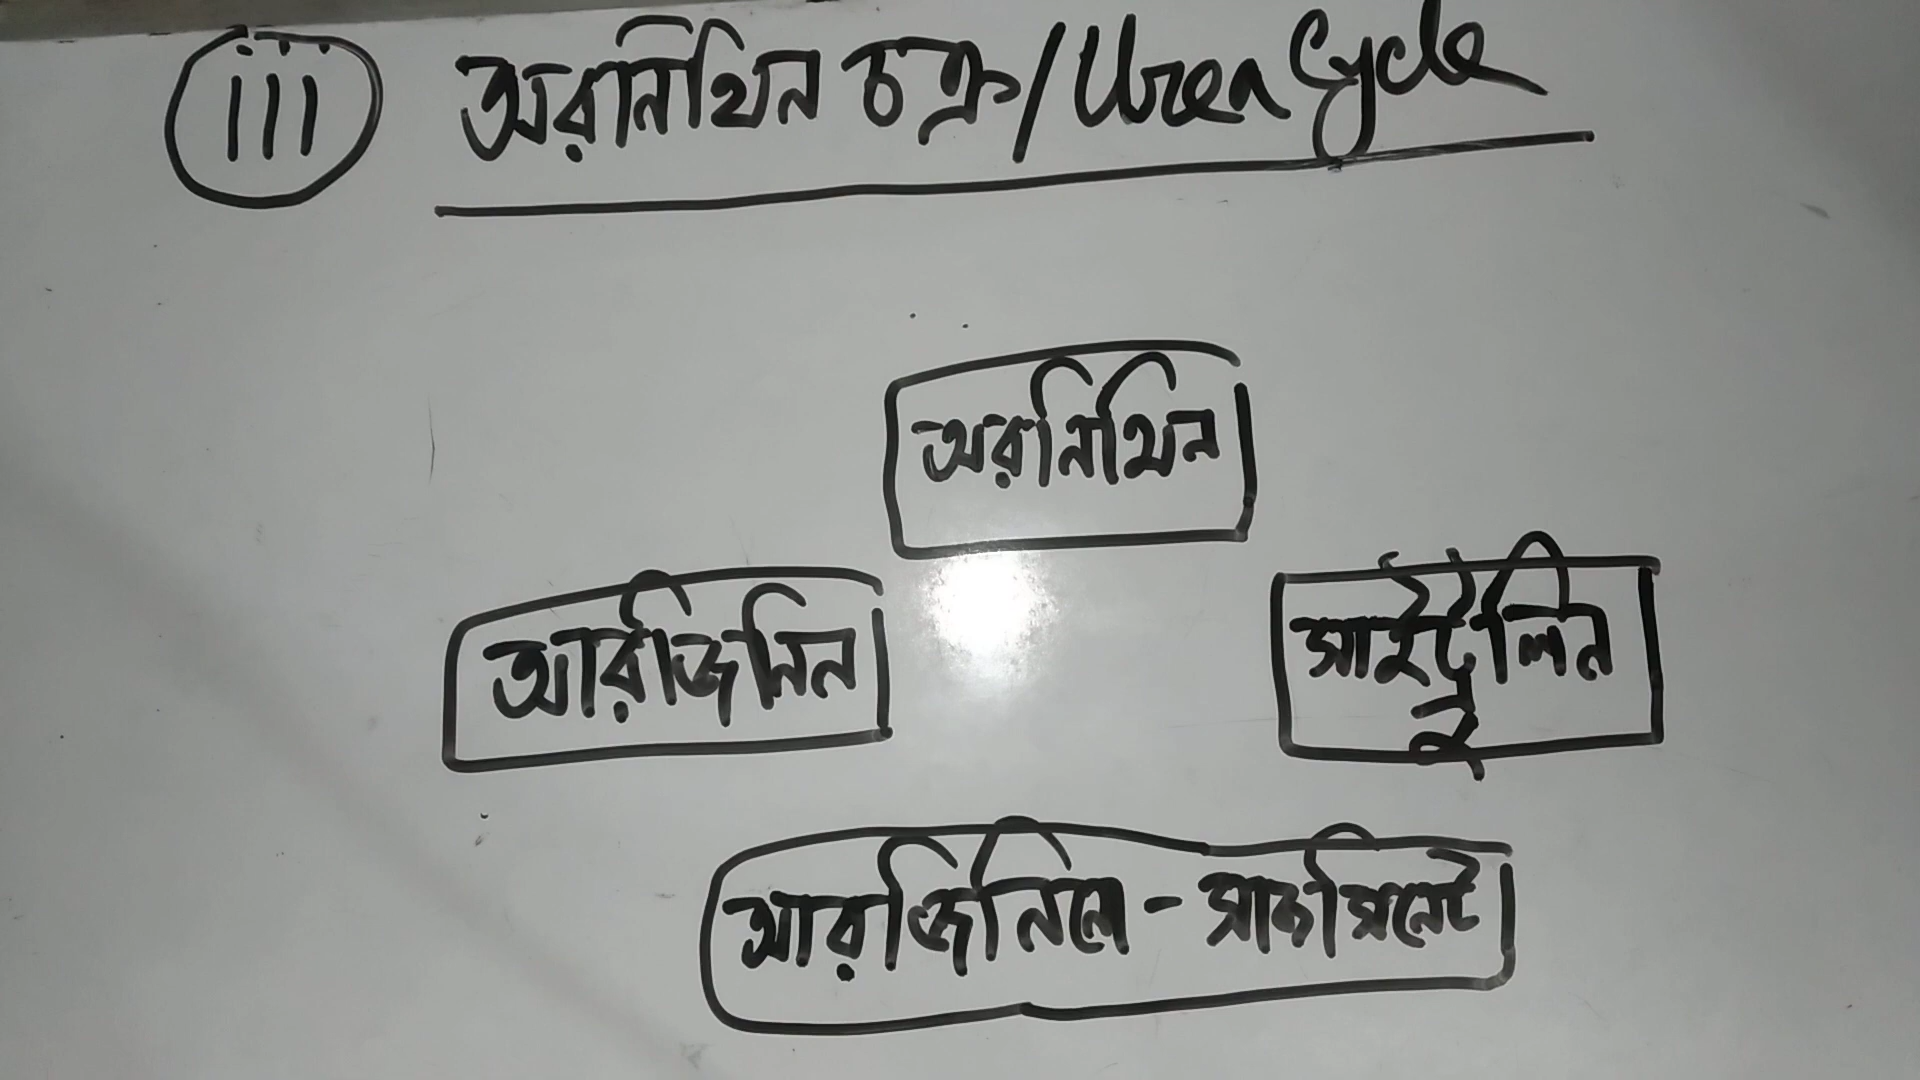 iii অরনিথিন চক্র/Urea Cycle
অরনিথিন
আরজিনিন সাইট্রুলিন
আরজিনিনো-সাকসিনেট